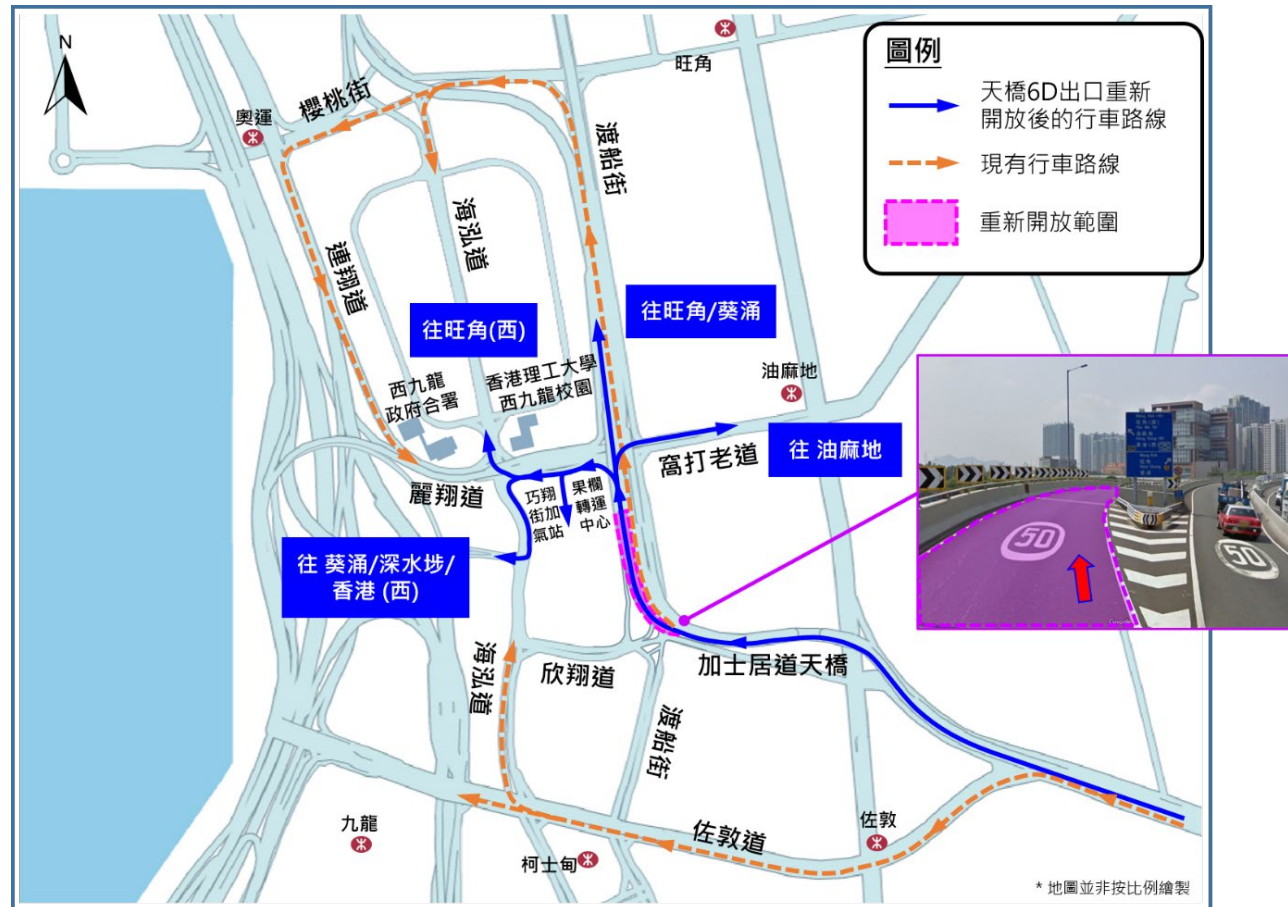 N
旺角
圖例
天橋6D出口重新
開放後的行車路線
現有行車路線
重新開放範圍
奧運
櫻桃街
渡船街
海泓道
連翔道
往旺角(西)
往旺角/葵涌
西九龍
政府合署
香港理工大學
西九龍校園
油麻地
窩打老道
往 油麻地
麗翔道
巧翔
街加
氣站
果欄
轉運
中心
往 葵涌/深水埗/
香港 (西)
50
50
加士居道天橋
欣翔道
海泓道
渡船街
佐敦道
佐敦
九龍
柯士甸
* 地圖並非按比例繪製